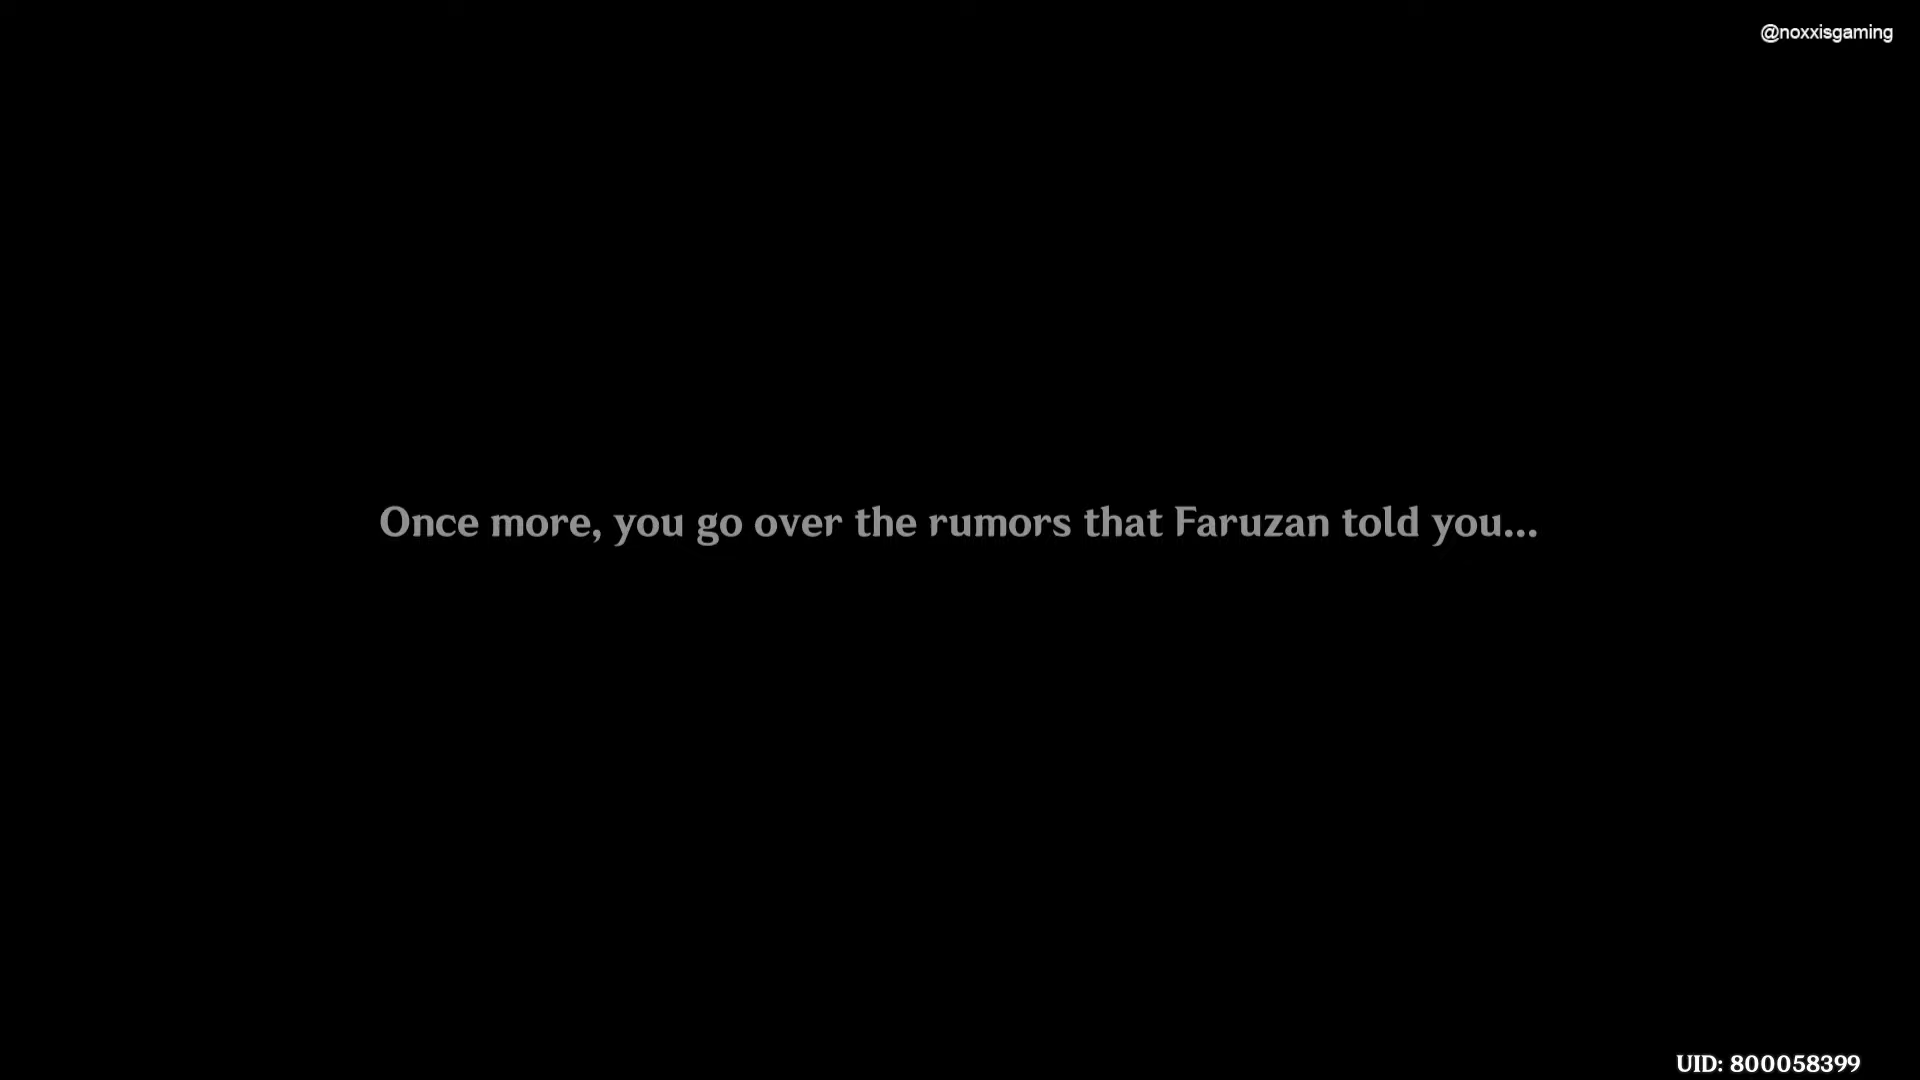 @noxxisgaming
Once more, you go over the rumors that Faruzan told you...
UID: 800058399